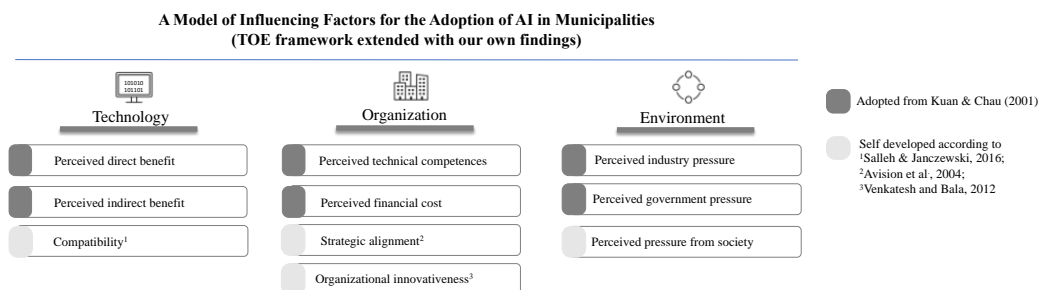 A Model of Influencing Factors for the Adoption of AI in Municipalities
(TOE framework extended with our own findings)
101010
101101
Technology
Perceived direct benefit
Perceived indirect benefit
Compatibility¹
Organization
Perceived technical competences
Perceived financial cost
Strategic alignment²
Organizational innovativeness³
Environment
Perceived industry pressure
Perceived government pressure
Perceived pressure from society
Adopted from Kuan & Chau (2001)
Self developed according to
¹Salleh & Janczewski, 2016;
²Avision et al., 2004;
³Venkatesh and Bala, 2012